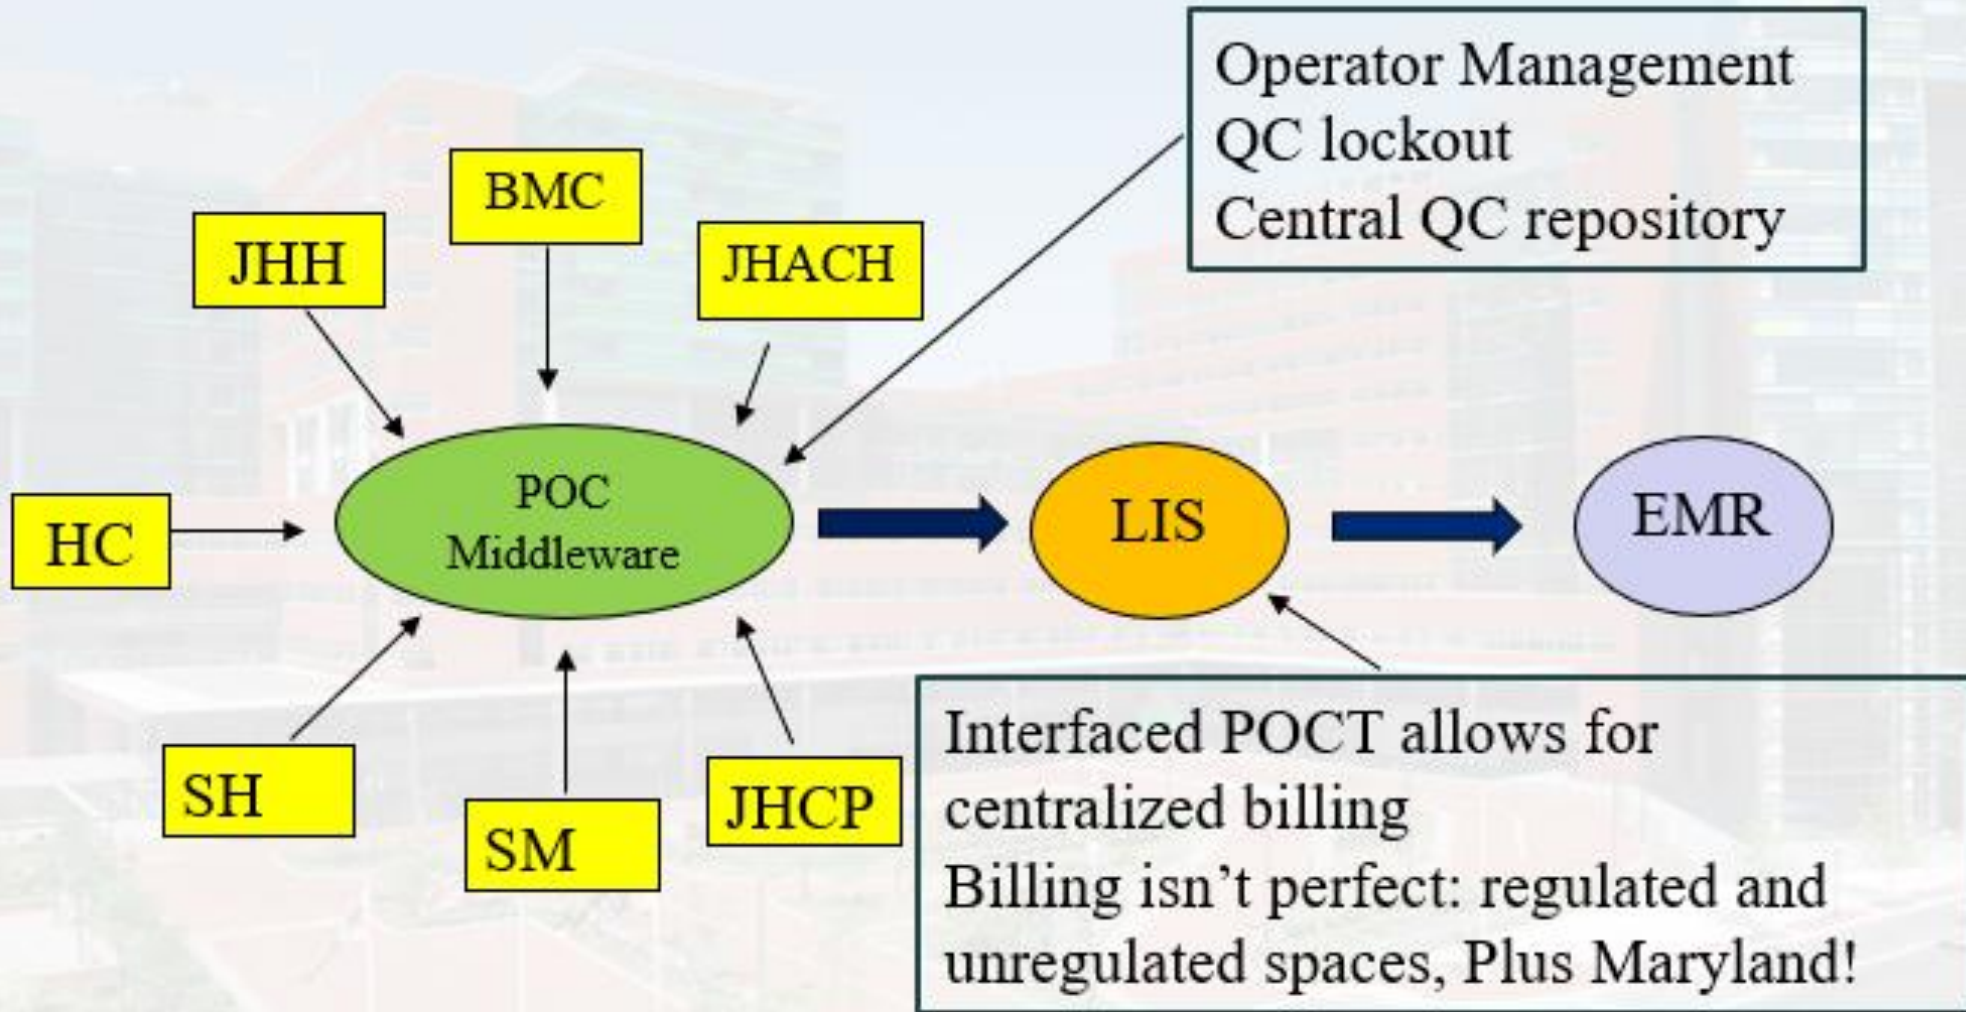 Operator Management
QC lockout
Central QC repository
BMC
JHH
JHACH
POC
Middleware
LIS
EMR
HC
SH
SM
JHCP
Interfaced POCT allows for
centralized billing
Billing isn’t perfect: regulated and
unregulated spaces, Plus Maryland!